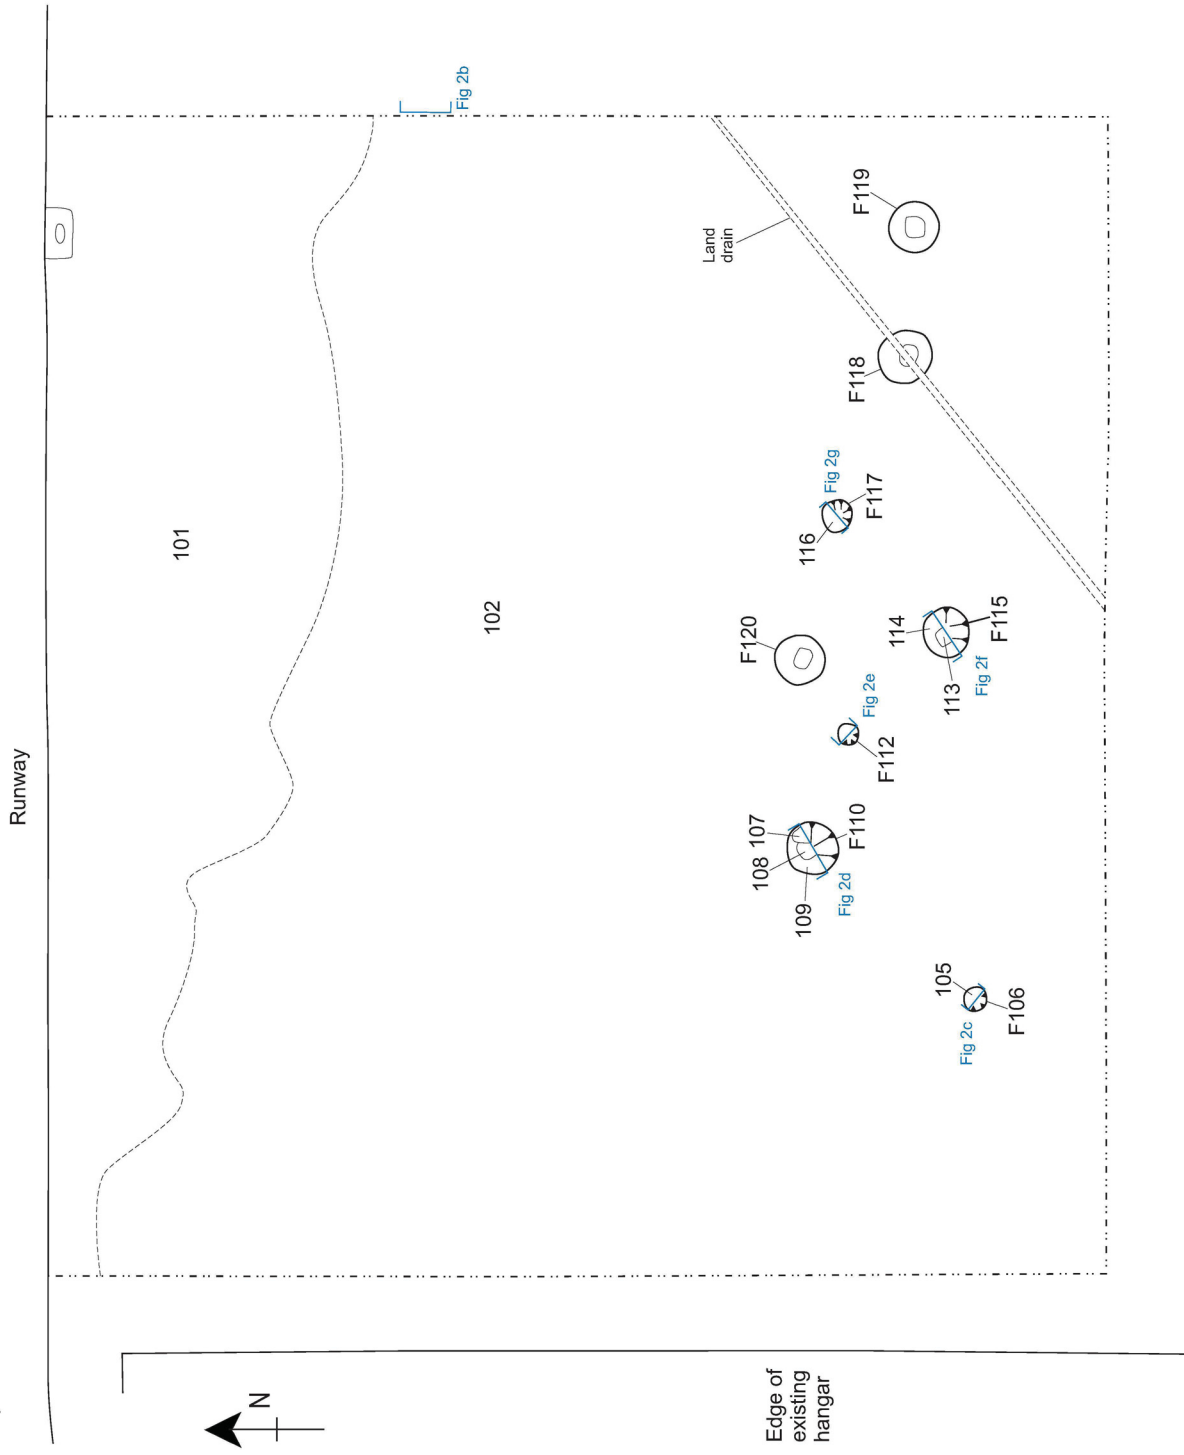 Runway
Fig 2b
101
102
Land
drain
F119
F118
Fig 2g
116
F117
F120
114
113
F115
Fig 2f
Fig 2e
F112
107
108
109
F110
Fig 2d
105
F106
Fig 2c
N
Edge of
existing
hangar